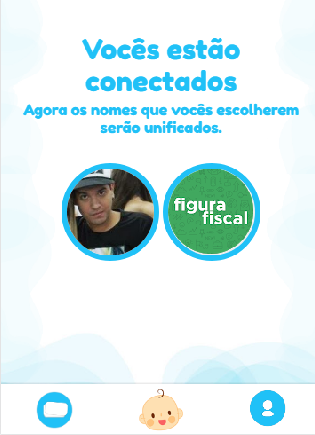 Vocês estão
conectados
Agora os nomes que vocês escolherem
serão unificados.
figura
fiscal